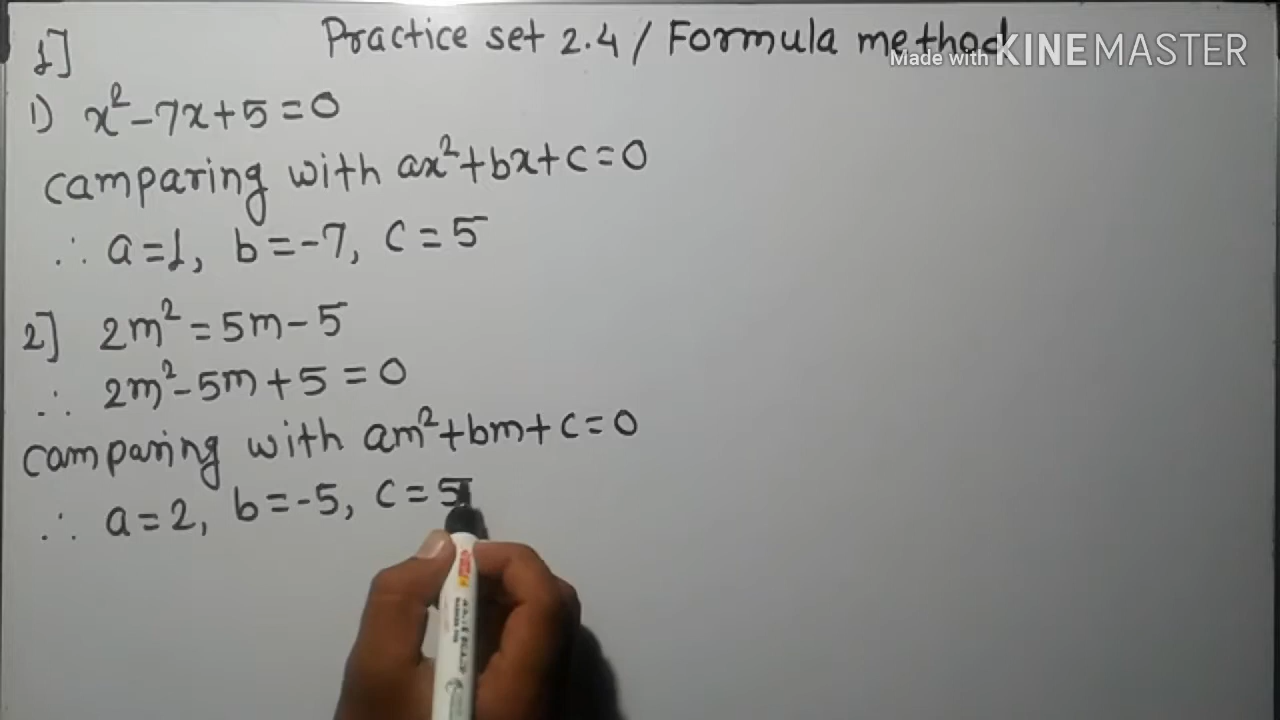 Practice set 2.4 / Formula method
Made with KINEMASTER
1]
1) x²-7x+5=0
camparing with ax²+bx+c=0
∴ a=1, b=-7, c=5
2] 2m²=5m-5
∴ 2m²-5m+5=0
camparing with am²+bm+c=0
∴ a=2, b=-5, c=5